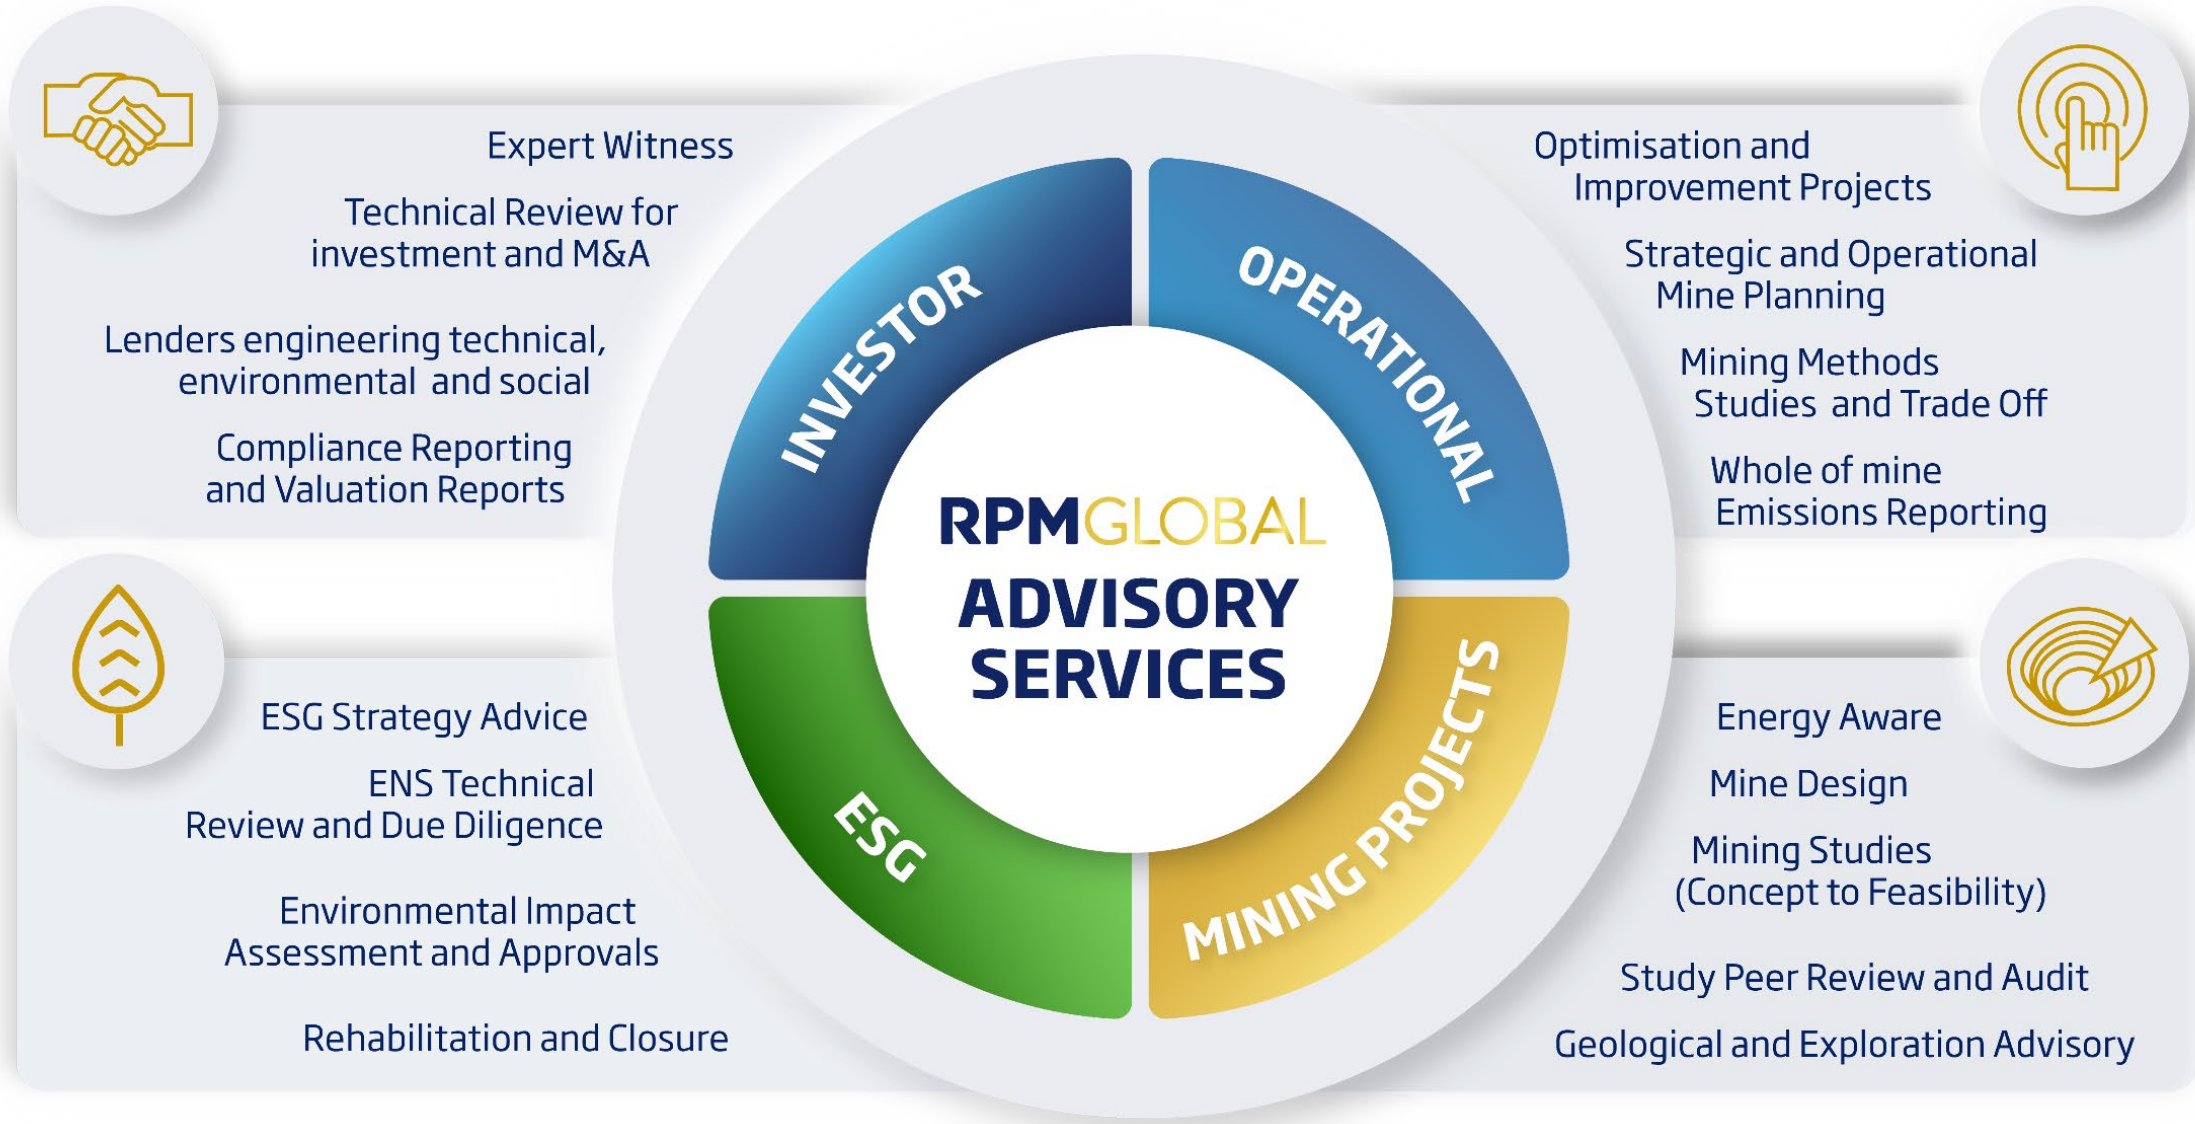 Expert Witness
Technical Review for
investment and M&A
Lenders engineering technical,
environmental and social
Compliance Reporting
and Valuation Reports
INVESTOR
OPERATIONAL
Optimisation and
Improvement Projects
Strategic and Operational
Mine Planning
Mining Methods
Studies and Trade Off
Whole of mine
Emissions Reporting
RPMGLOBAL
ADVISORY
SERVICES
ESG Strategy Advice
ENS Technical
Review and Due Diligence
Environmental Impact
Assessment and Approvals
Rehabilitation and Closure
ESG
MINING PROJECTS
Energy Aware
Mine Design
Mining Studies
(Concept to Feasibility)
Study Peer Review and Audit
Geological and Exploration Advisory